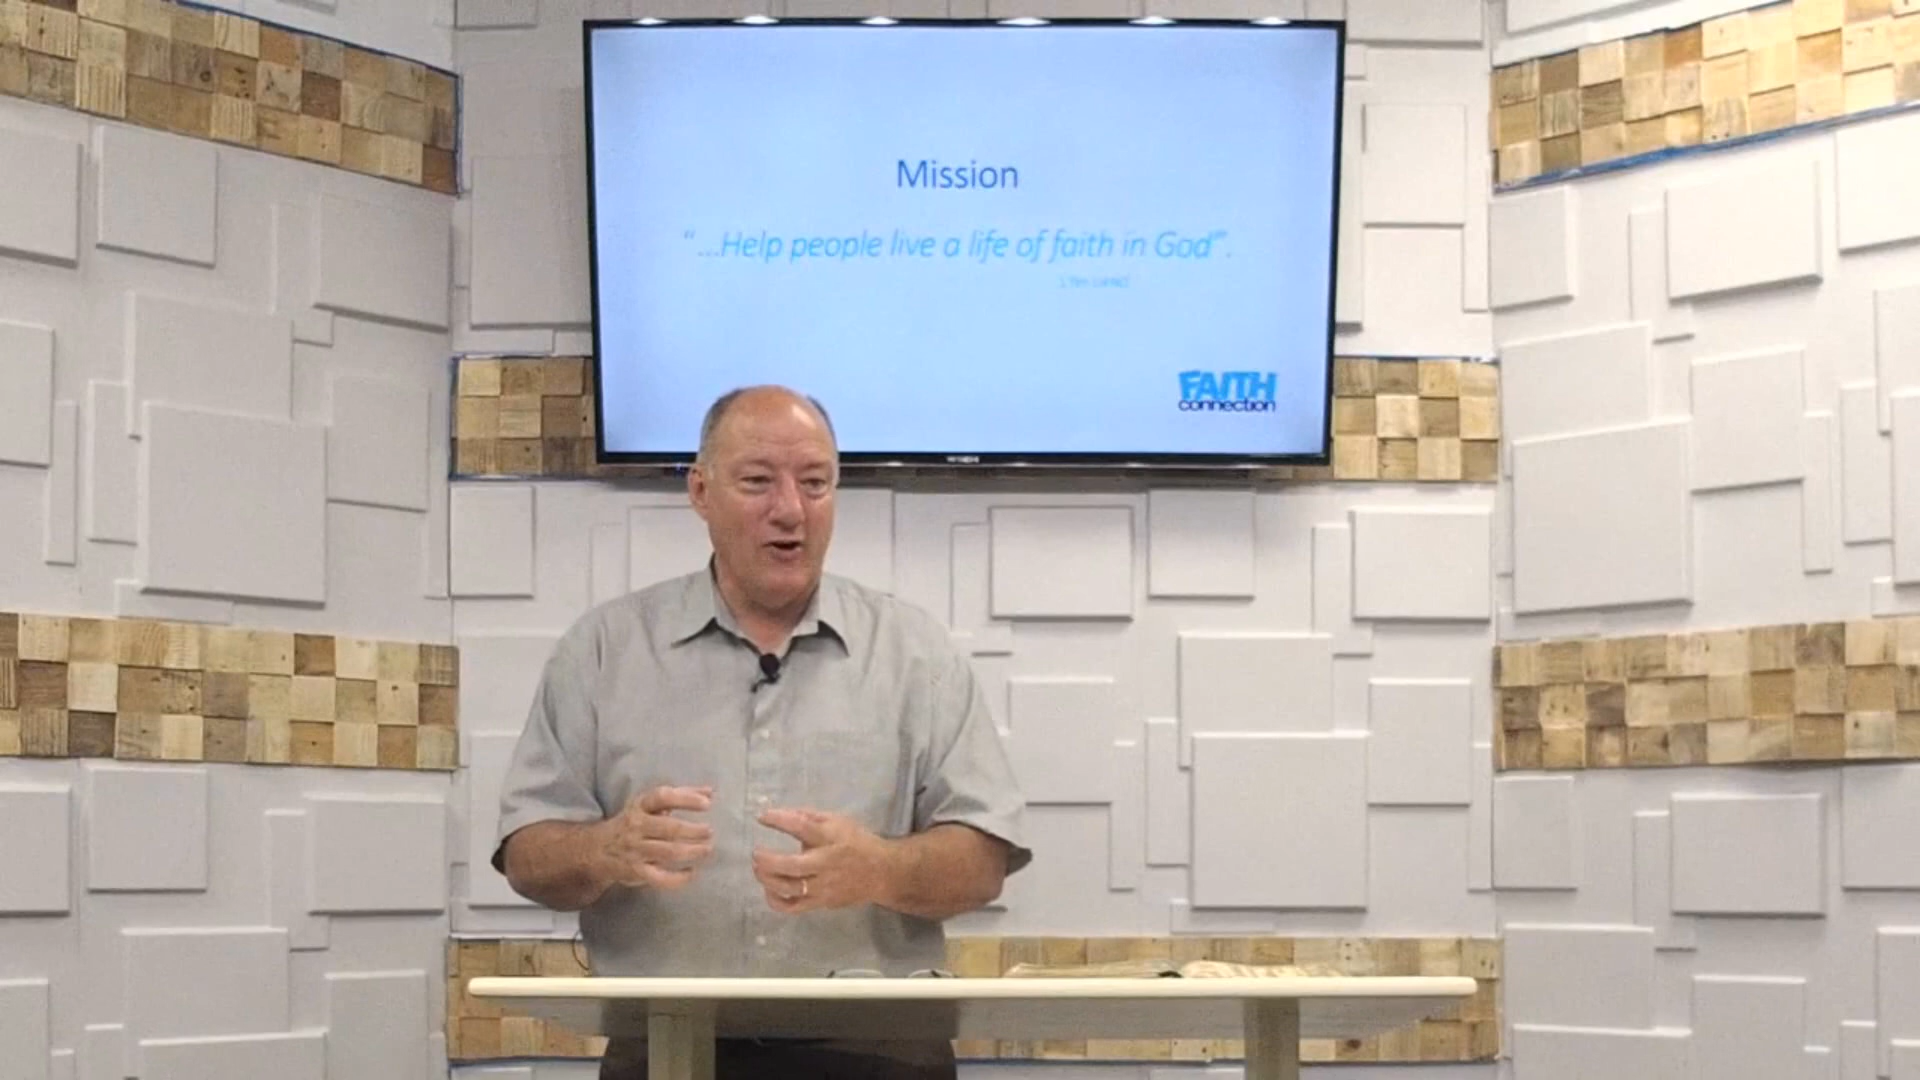 Mission
“...Help people live a life of faith in God”.
FAITH
connection